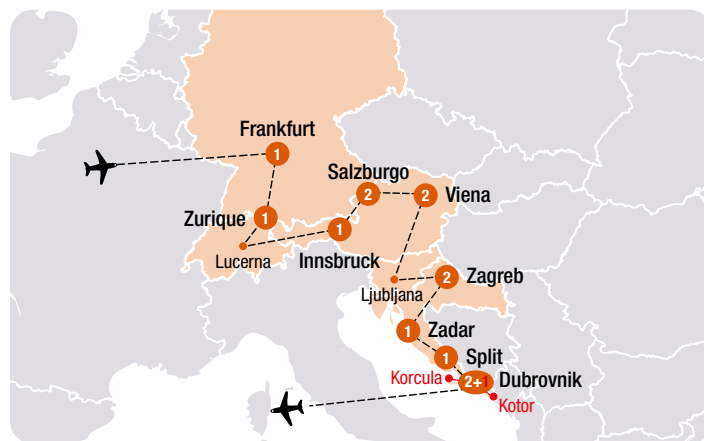 Frankfurt
1
Salzburgo
2
2
Viena
Zurique
1
Lucerna
1
Innsbruck
Ljubljana
2
Zagreb
1
Zadar
1
Split
Korcula
2+1
Dubrovnik
Kotor